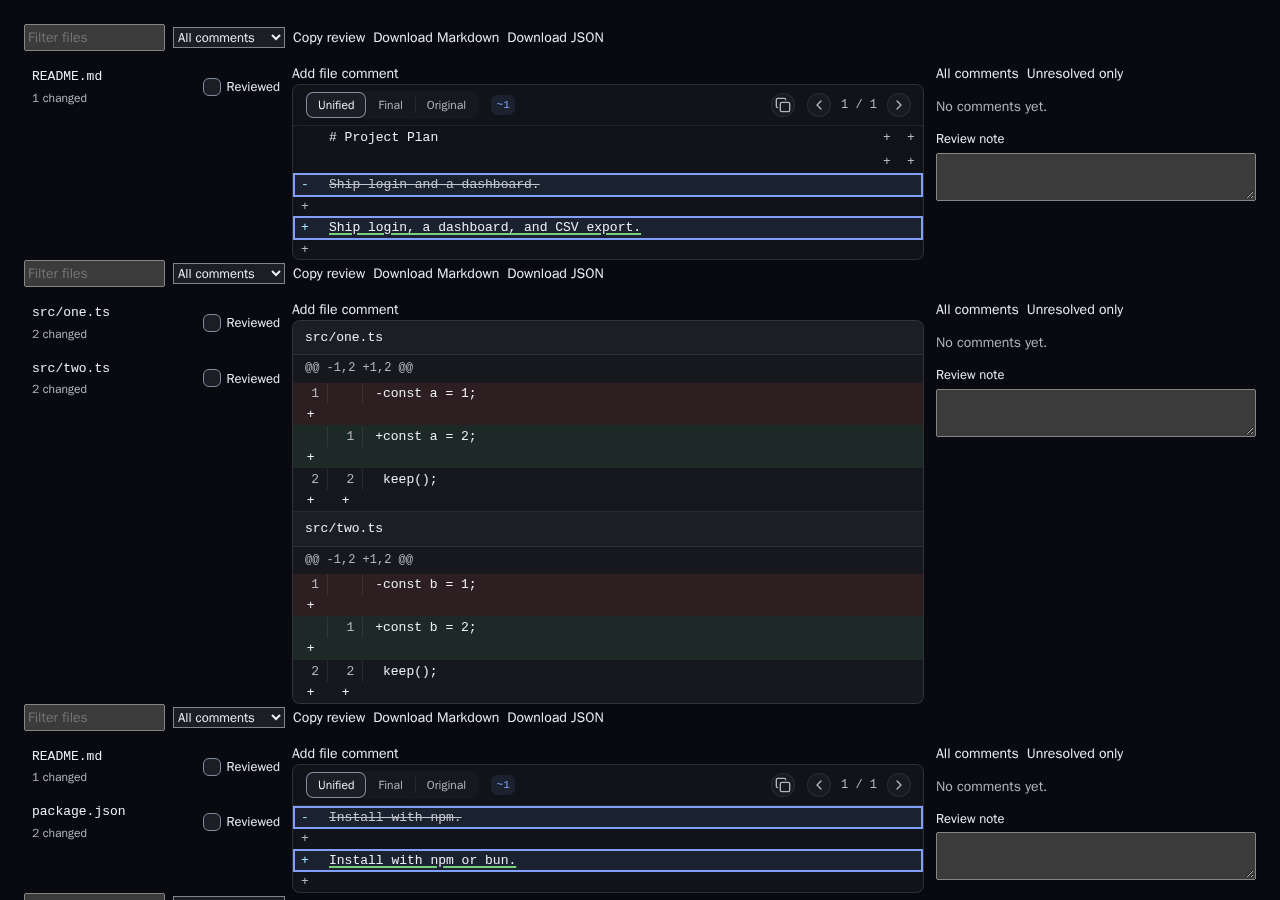 Filter files All comments Copy review Download Markdown Download JSON
README.md
1 changed
Reviewed
Add file comment
Unified Final Original ~1 1 / 1
# Project Plan + +
+ +
- Ship login and a dashboard.
+
+ Ship login, a dashboard, and CSV export.
+
All comments Unresolved only
No comments yet.
Review note
Filter files All comments Copy review Download Markdown Download JSON
src/one.ts
2 changed
Reviewed
src/two.ts
2 changed
Reviewed
Add file comment
src/one.ts
@@ -1,2 +1,2 @@
1 -const a = 1;
+
1 +const a = 2;
+
2 2 keep();
+ +
src/two.ts
@@ -1,2 +1,2 @@
1 -const b = 1;
+
1 +const b = 2;
+
2 2 keep();
+ +
All comments Unresolved only
No comments yet.
Review note
Filter files All comments Copy review Download Markdown Download JSON
README.md
1 changed
Reviewed
package.json
2 changed
Reviewed
Add file comment
Unified Final Original ~1 1 / 1
- Install with npm.
+
+ Install with npm or bun.
+
All comments Unresolved only
No comments yet.
Review note